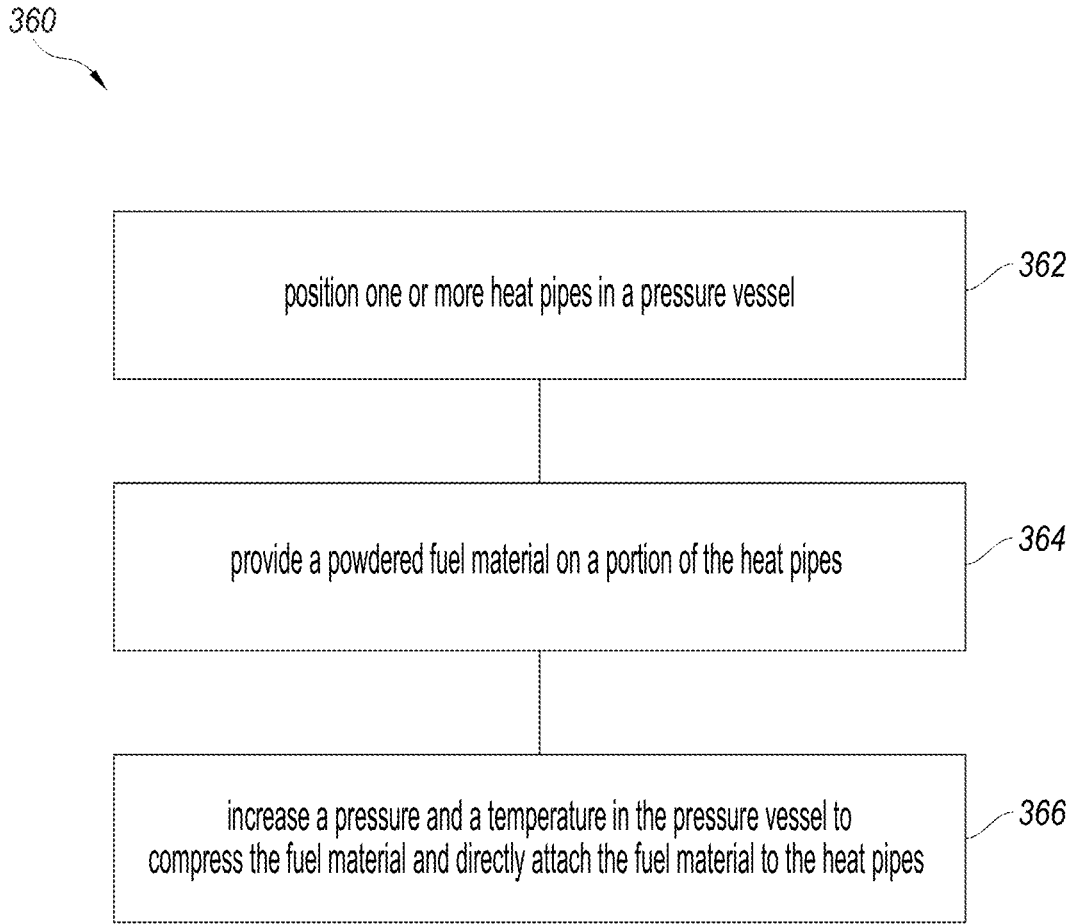 360
position one or more heat pipes in a pressure vessel
362
provide a powdered fuel material on a portion of the heat pipes
364
increase a pressure and a temperature in the pressure vessel to
compress the fuel material and directly attach the fuel material to the heat pipes
366